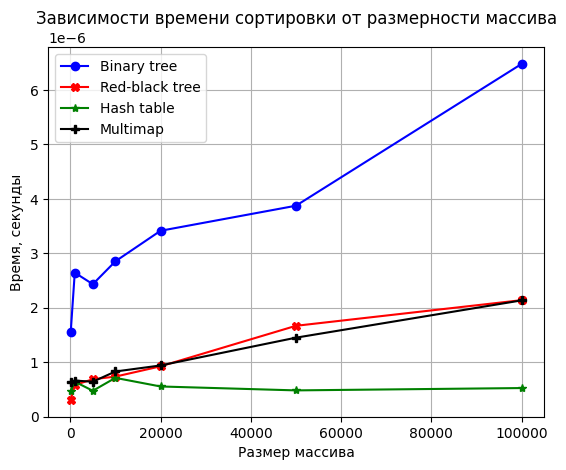 Зависимости времени сортировки от размерности массива
1e−6
Binary tree
Red-black tree
Hash table
Multimap
6
5
4
3
2
1
0
Время, секунды
0 20000 40000 60000 80000 100000
Размер массива